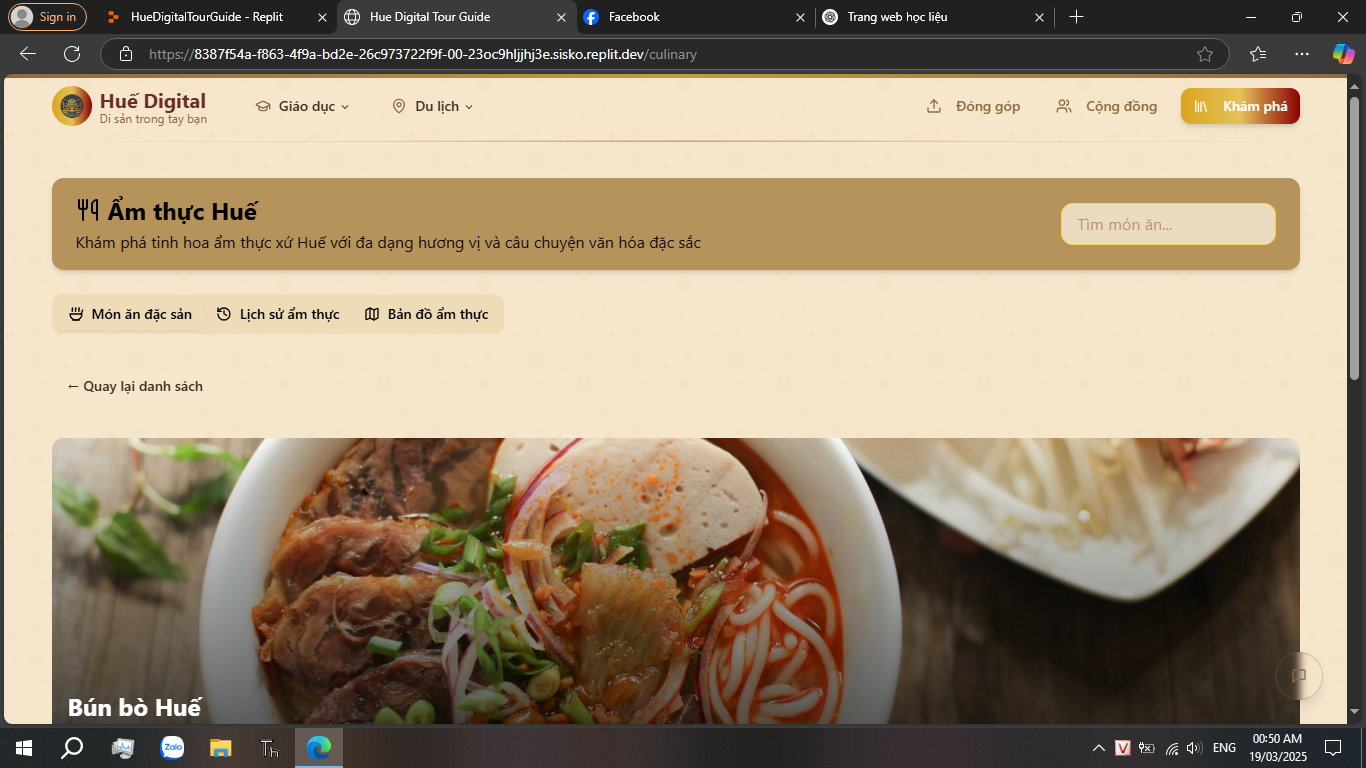 Sign in
HueDigitalTourGuide - Replit
Hue Digital Tour Guide
Facebook
Trang web học liệu
https://8387f54a-f863-4f9a-bd2e-26c973722f9f-00-23oc9hljjhj3e.sisko.replit.dev/culinary
Huế Digital
Di sản trong tay bạn
Giáo dục
Du lịch
Đóng góp
Cộng đồng
Khám phá
Ẩm thực Huế
Khám phá tinh hoa ẩm thực xứ Huế với đa dạng hương vị và câu chuyện văn hóa đặc sắc
Tìm món ăn...
Món ăn đặc sản
Lịch sử ẩm thực
Bản đồ ẩm thực
← Quay lại danh sách
Bún bò Huế
Zalo
Th
V
ENG
00:50 AM
19/03/2025